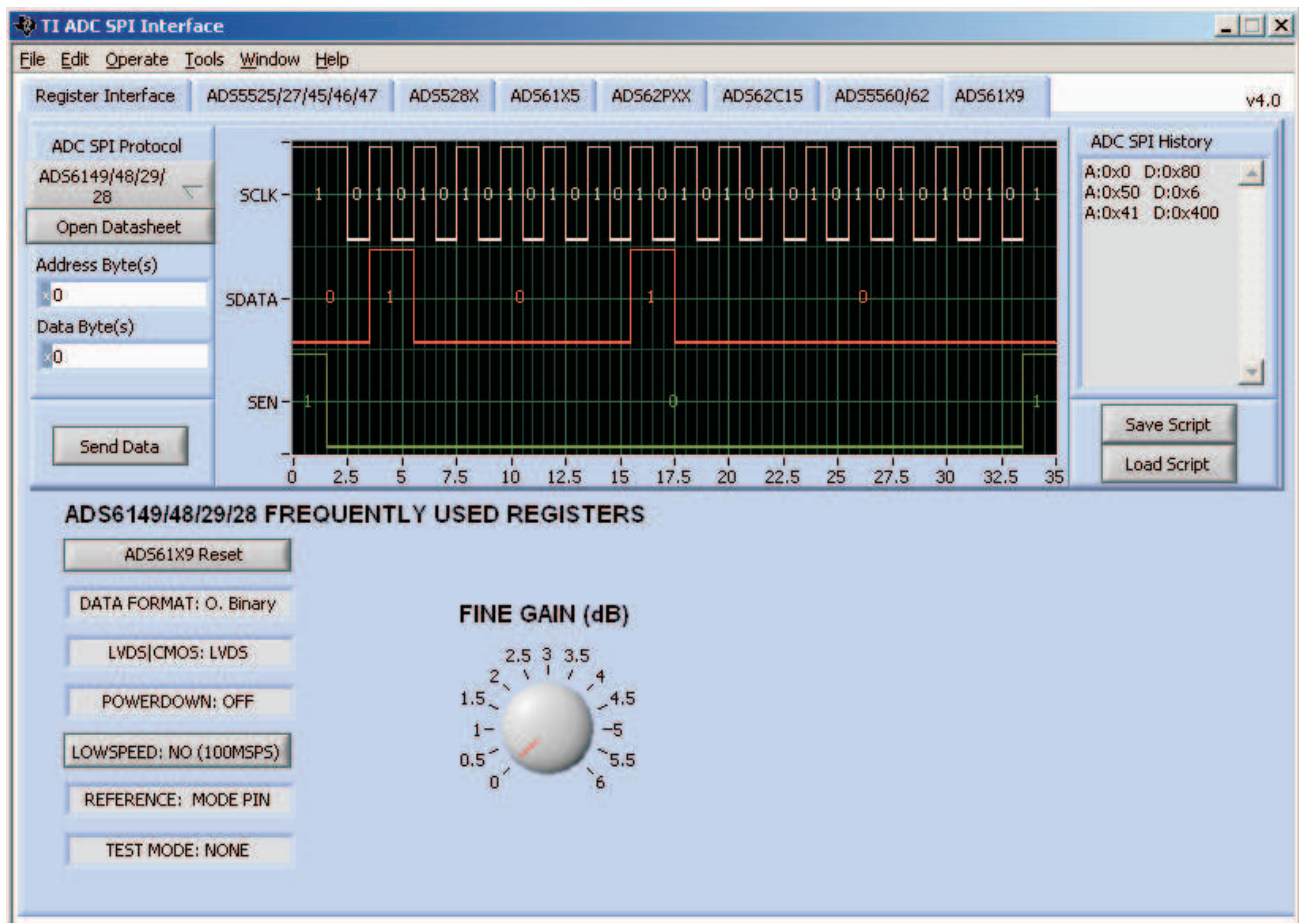 TI ADC SPI Interface
File Edit Operate Tools Window Help
Register Interface ADS5525/27/45/46/47 ADS528X ADS61X5 ADS62PXX ADS62C15 ADS5560/62 ADS61X9 v4.0
ADC SPI Protocol
ADS6149/48/29/
28
Open Datasheet
Address Byte(s)
x0
Data Byte(s)
x0
Send Data
SCLK
1 0 1 0 1 0 1 0 1 0 1 0 1 0 1 0 1 0 1 0 1 0 1 0 1 0 1 0 1 0 1 0 1
SDATA
0 1 0 1 0
SEN
1 0 1
0 2.5 5 7.5 10 12.5 15 17.5 20 22.5 25 27.5 30 32.5 35
ADC SPI History
A:0x0 D:0x80
A:0x50 D:0x6
A:0x41 D:0x400
Save Script
Load Script
ADS6149/48/29/28 FREQUENTLY USED REGISTERS
ADS61X9 Reset
DATA FORMAT: O. Binary
LVDS|CMOS: LVDS
POWERDOWN: OFF
LOWSPEED: NO (100MSPS)
REFERENCE: MODE PIN
TEST MODE: NONE
FINE GAIN (dB)
0 0.5 1 1.5 2 2.5 3 3.5 4 4.5 5 5.5 6